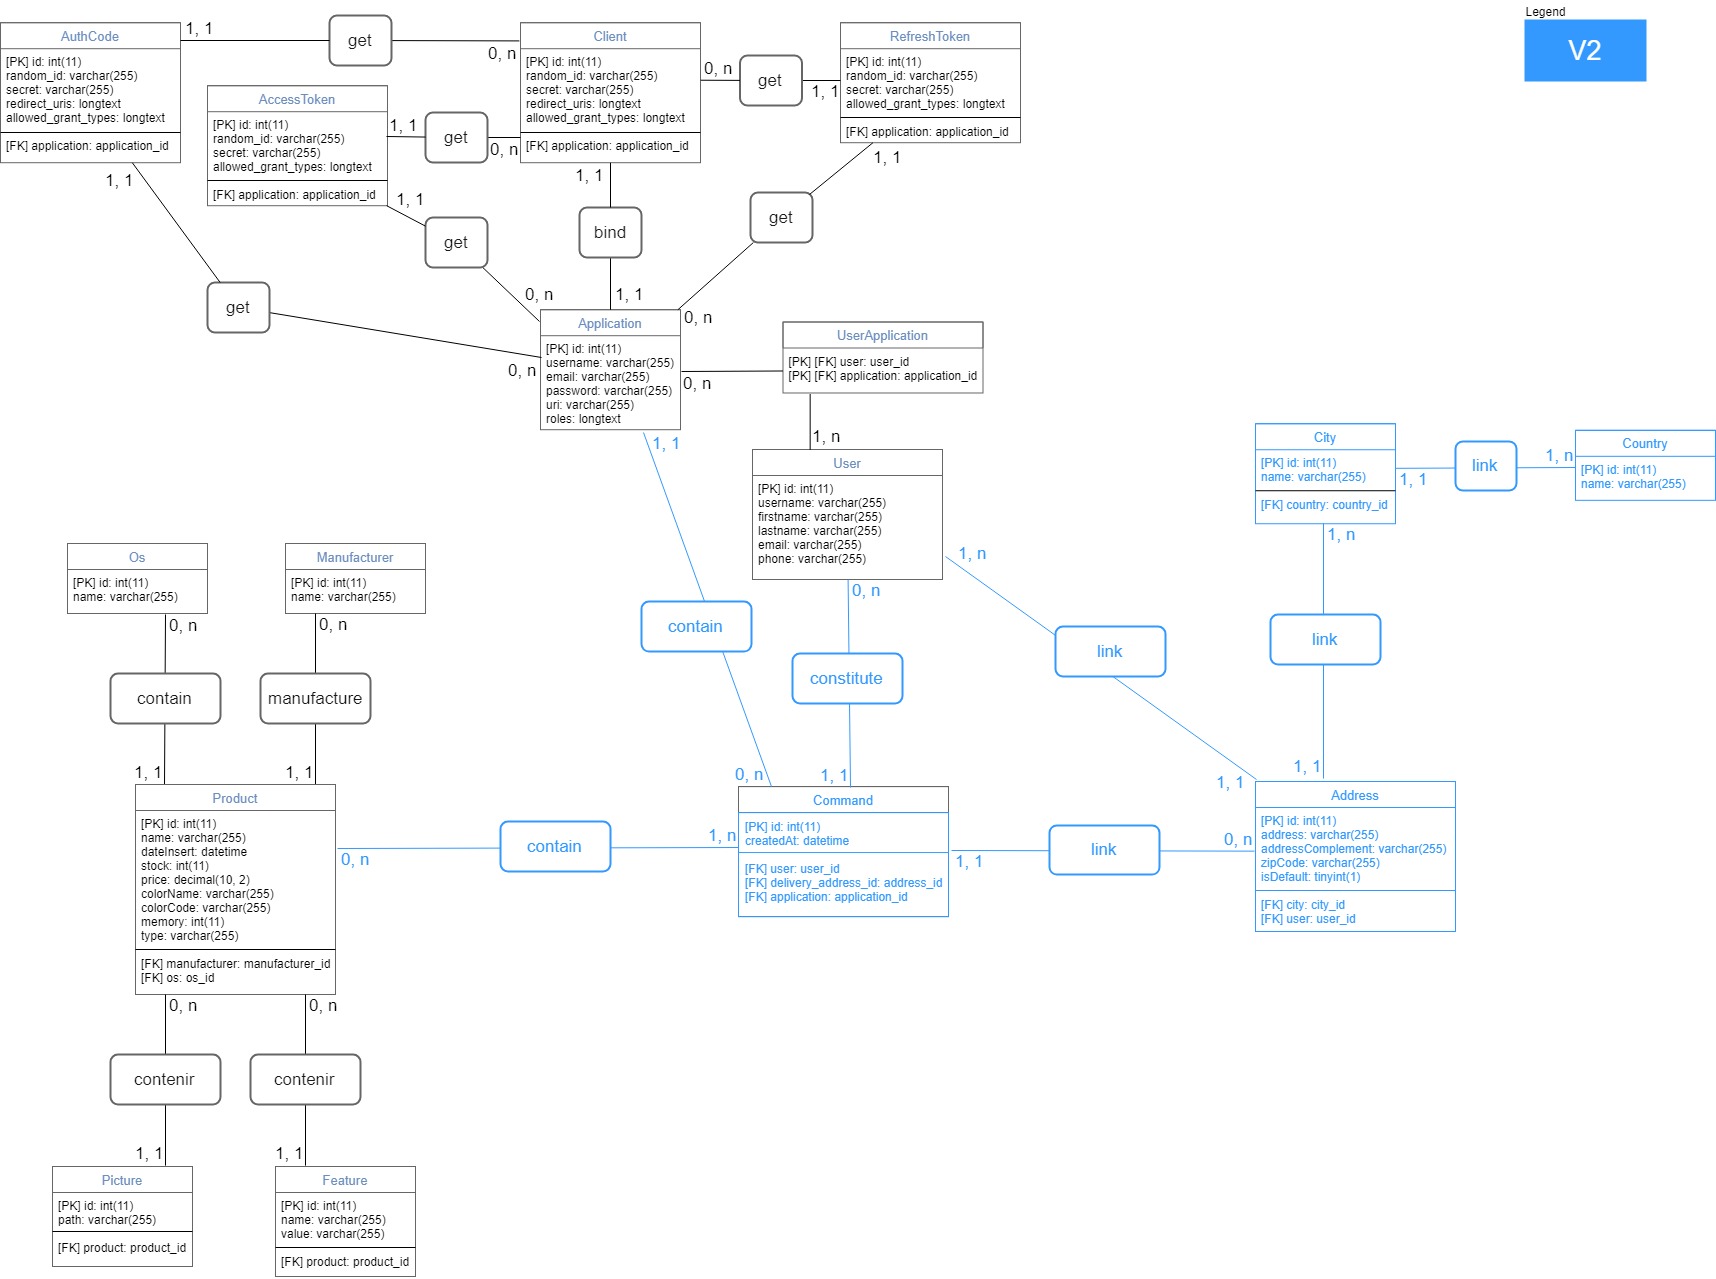 Legend
V2
AuthCode
[PK] id: int(11)
random_id: varchar(255)
secret: varchar(255)
redirect_uris: longtext
allowed_grant_types: longtext
[FK] application: application_id
1, 1
get
0, n
Client
[PK] id: int(11)
random_id: varchar(255)
secret: varchar(255)
redirect_uris: longtext
allowed_grant_types: longtext
[FK] application: application_id
0, n
get
1, 1
RefreshToken
[PK] id: int(11)
random_id: varchar(255)
secret: varchar(255)
allowed_grant_types: longtext
[FK] application: application_id
AccessToken
[PK] id: int(11)
random_id: varchar(255)
secret: varchar(255)
allowed_grant_types: longtext
[FK] application: application_id
1, 1
get
0, n
1, 1
get
0, n
1, 1
get
0, n
1, 1
bind
1, 1
1, 1
get
0, n
Application
[PK] id: int(11)
username: varchar(255)
email: varchar(255)
password: varchar(255)
uri: varchar(255)
roles: longtext
0, n
UserApplication
[PK] [FK] user: user_id
[PK] [FK] application: application_id
1, n
User
[PK] id: int(11)
username: varchar(255)
firstname: varchar(255)
lastname: varchar(255)
email: varchar(255)
phone: varchar(255)
City
[PK] id: int(11)
name: varchar(255)
[FK] country: country_id
1, 1
link
1, n
Country
[PK] id: int(11)
name: varchar(255)
1, 1
contain
0, n
0, n
constitute
1, 1
1, n
link
1, 1
1, n
link
1, 1
Os
[PK] id: int(11)
name: varchar(255)
0, n
contain
1, 1
Manufacturer
[PK] id: int(11)
name: varchar(255)
0, n
manufacture
1, 1
Product
[PK] id: int(11)
name: varchar(255)
dateInsert: datetime
stock: int(11)
price: decimal(10, 2)
colorName: varchar(255)
colorCode: varchar(255)
memory: int(11)
type: varchar(255)
[FK] manufacturer: manufacturer_id
[FK] os: os_id
0, n
contain
1, n
Command
[PK] id: int(11)
createdAt: datetime
[FK] user: user_id
[FK] delivery_address_id: address_id
[FK] application: application_id
1, 1
link
0, n
Address
[PK] id: int(11)
address: varchar(255)
addressComplement: varchar(255)
zipCode: varchar(255)
isDefault: tinyint(1)
[FK] city: city_id
[FK] user: user_id
0, n
contenir
1, 1
0, n
contenir
1, 1
Picture
[PK] id: int(11)
path: varchar(255)
[FK] product: product_id
Feature
[PK] id: int(11)
name: varchar(255)
value: varchar(255)
[FK] product: product_id